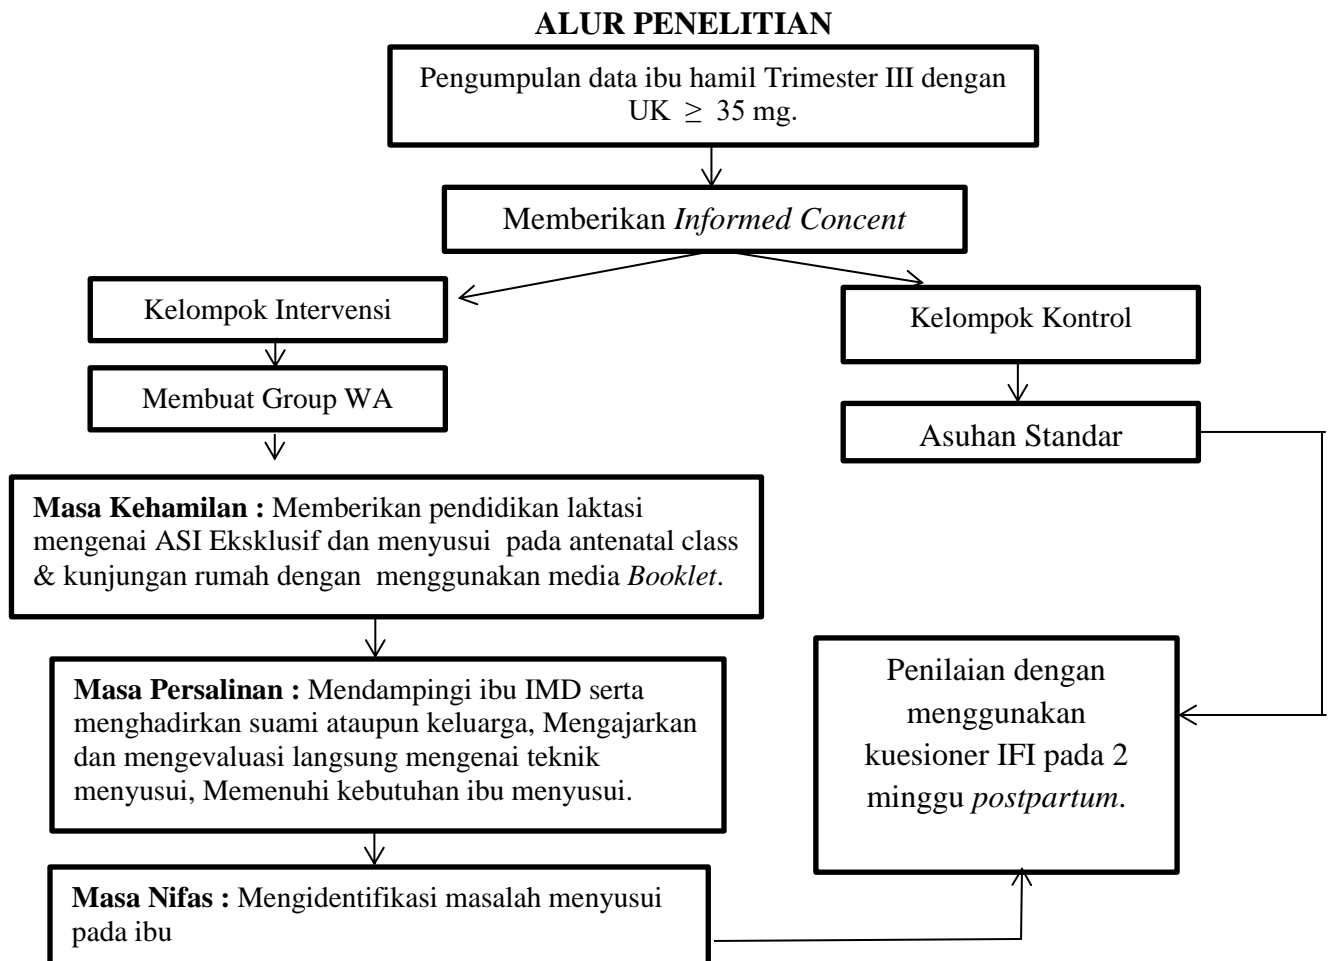 ALUR PENELITIAN
Pengumpulan data ibu hamil Trimester III dengan
UK ≥ 35 mg.
Memberikan Informed Concent
Kelompok Intervensi
Kelompok Kontrol
Membuat Group WA
Asuhan Standar
Masa Kehamilan : Memberikan pendidikan laktasi
mengenai ASI Eksklusif dan menyusui pada antenatal class
& kunjungan rumah dengan menggunakan media Booklet.
Masa Persalinan : Mendampingi ibu IMD serta
menghadirkan suami ataupun keluarga, Mengajarkan
dan mengevaluasi langsung mengenai teknik
menyusui, Memenuhi kebutuhan ibu menyusui.
Penilaian dengan
menggunakan
kuesioner IFI pada 2
minggu postpartum.
Masa Nifas : Mengidentifikasi masalah menyusui
pada ibu